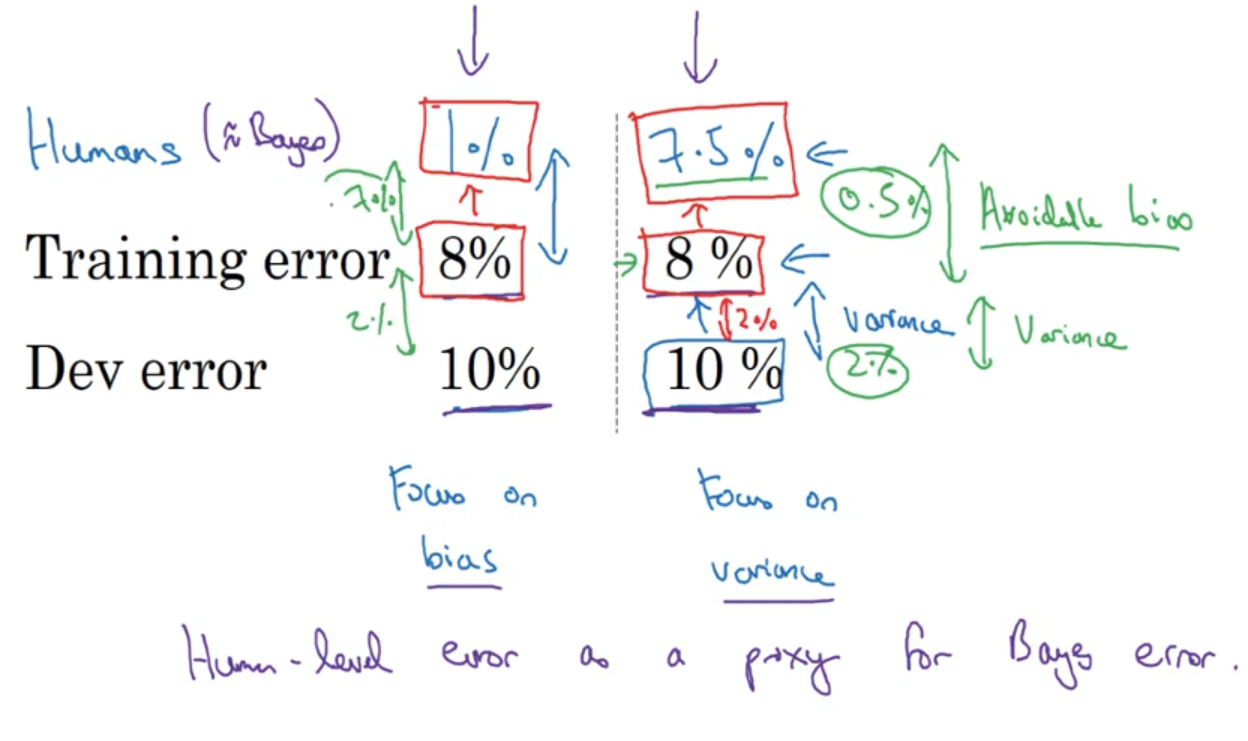 Humans (≈ Bayes) 1% 7.5%
7% 0.5% Avoidable bias
Training error 8% 8 %
2% 2% variance Variance
Dev error 10% 10 % 2%
Focus on Focus on
bias variance
Human-level error as a proxy for Bayes error.